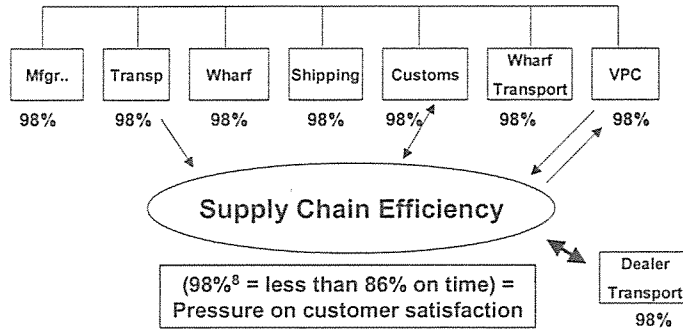 Mfgr..
Transp
Wharf
Shipping
Customs
Wharf
Transport
VPC
98%
98%
98%
98%
98%
98%
98%
Supply Chain Efficiency
(98%⁸ = less than 86% on time) =
Pressure on customer satisfaction
Dealer
Transport
98%